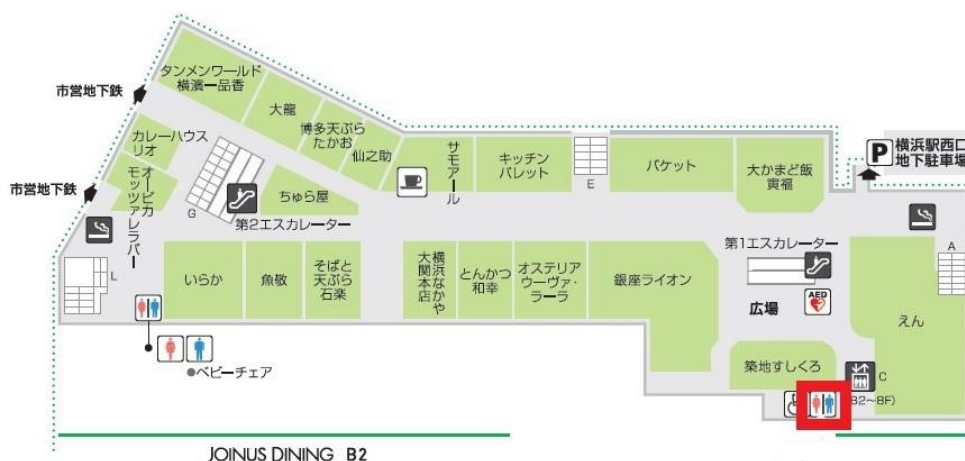 タンメンワールド
横濱一品香
市営地下鉄
大龍
博多天ぷら
たかお
仙之助
カレーハウス
リオ
サモアール
キッチン
パレット
E
パケット
大かまど飯
寅福
P
横浜駅西口
地下駐車場
市営地下鉄
オービカ
モッツァレラバー
G
ちゅら屋
第2エスカレーター
第1エスカレーター
A
L
いらか
魚敬
そばと
天ぷら
石楽
横浜なかや
大関本店
とんかつ
和幸
オステリア
ウーヴァ・
ラーラ
銀座ライオン
AED
広場
えん
築地すしくろ
C
B2～8F)
●ベビーチェア
JOINUS DINING B2